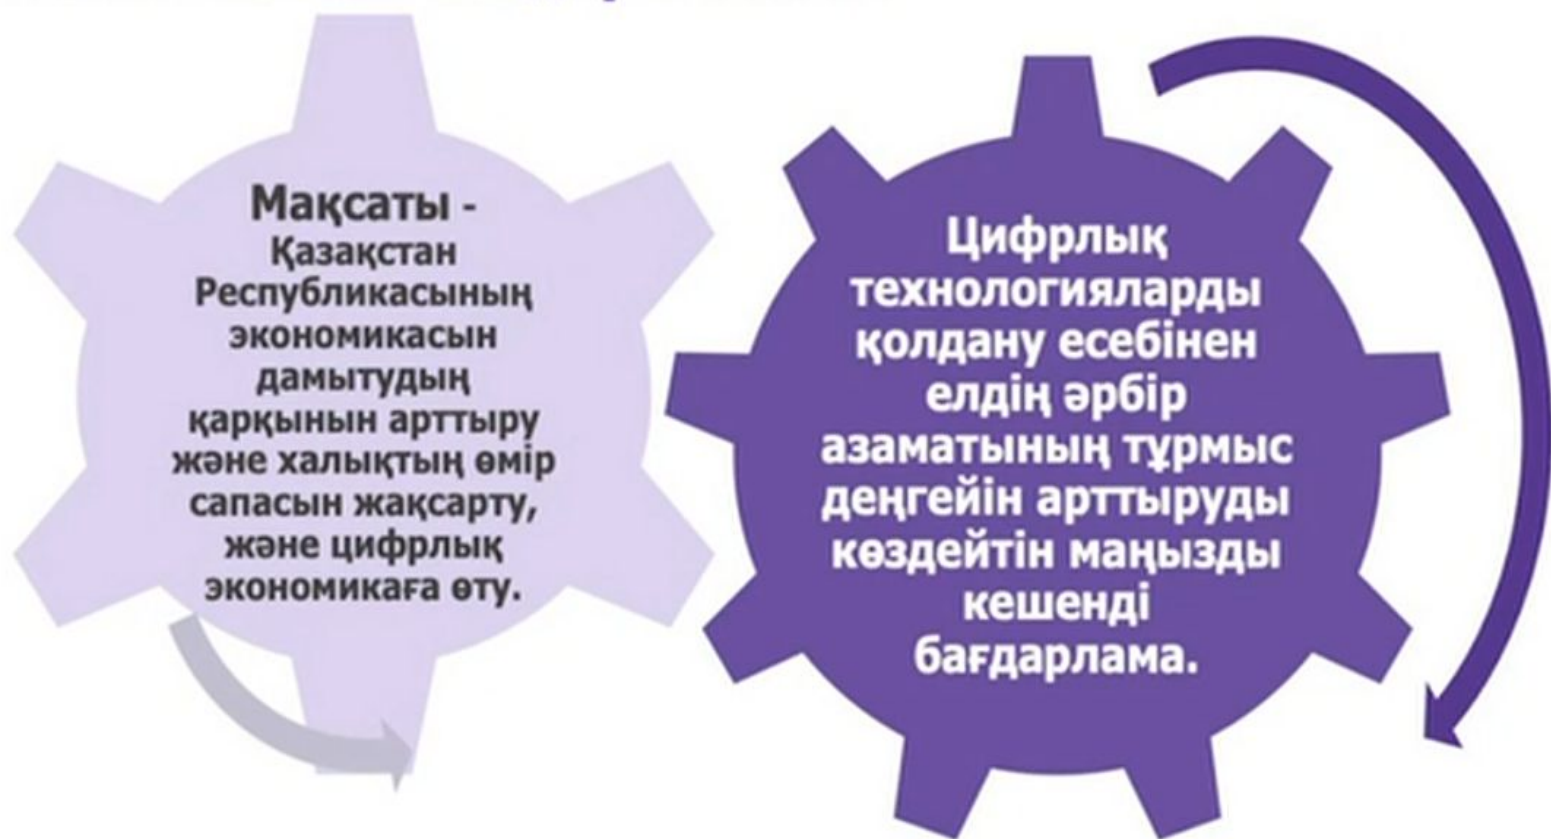 Мақсаты -
Қазақстан
Республикасының
экономикасын
дамытудың
қарқынын арттыру
және халықтың өмір
сапасын жақсарту,
және цифрлық
экономикаға өту.
Цифрлық
технологияларды
қолдану есебінен
елдің әрбір
азаматының тұрмыс
деңгейін арттыруды
көздейтін маңызды
кешенді
бағдарлама.